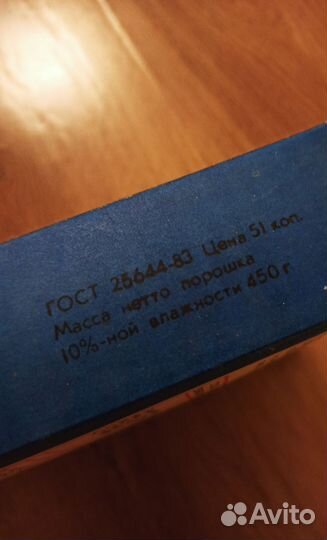 ГОСТ 25644-83 Цена 51 коп.
Масса нетто порошка
10%-ной влажности 450 г.
Avito